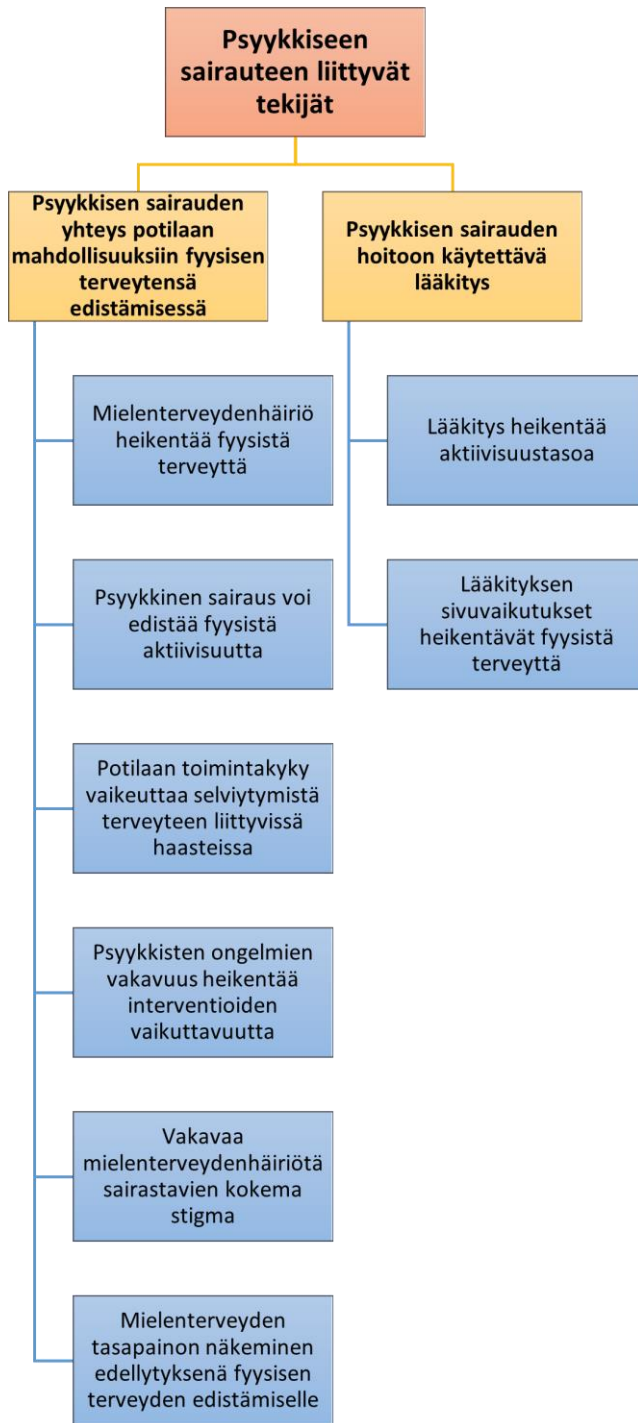 Psyykkiseen
sairauteen liittyvät
tekijät
Psyykkisen sairauden
yhteys potilaan
mahdollisuuksiin fyysisen
terveytensä
edistämisessä
Mielenterveydenhäiriö
heikentää fyysistä
terveyttä
Psyykkinen sairaus voi
edistää fyysistä
aktiivisuutta
Potilaan toimintakyky
vaikeuttaa selviytymistä
terveyteen liittyvissä
haasteissa
Psyykkisten ongelmien
vakavuus heikentää
interventioiden
vaikuttavuutta
Vakavaa
mielenterveydenhäiriötä
sairastavien kokema
stigma
Mielenterveyden
tasapainon näkeminen
edellytyksenä fyysisen
terveyden edistämiselle
Psyykkisen sairauden
hoitoon käytettävä
lääkitys
Lääkitys heikentää
aktiivisuustasoa
Lääkityksen
sivuvaikutukset
heikentävät fyysistä
terveyttä